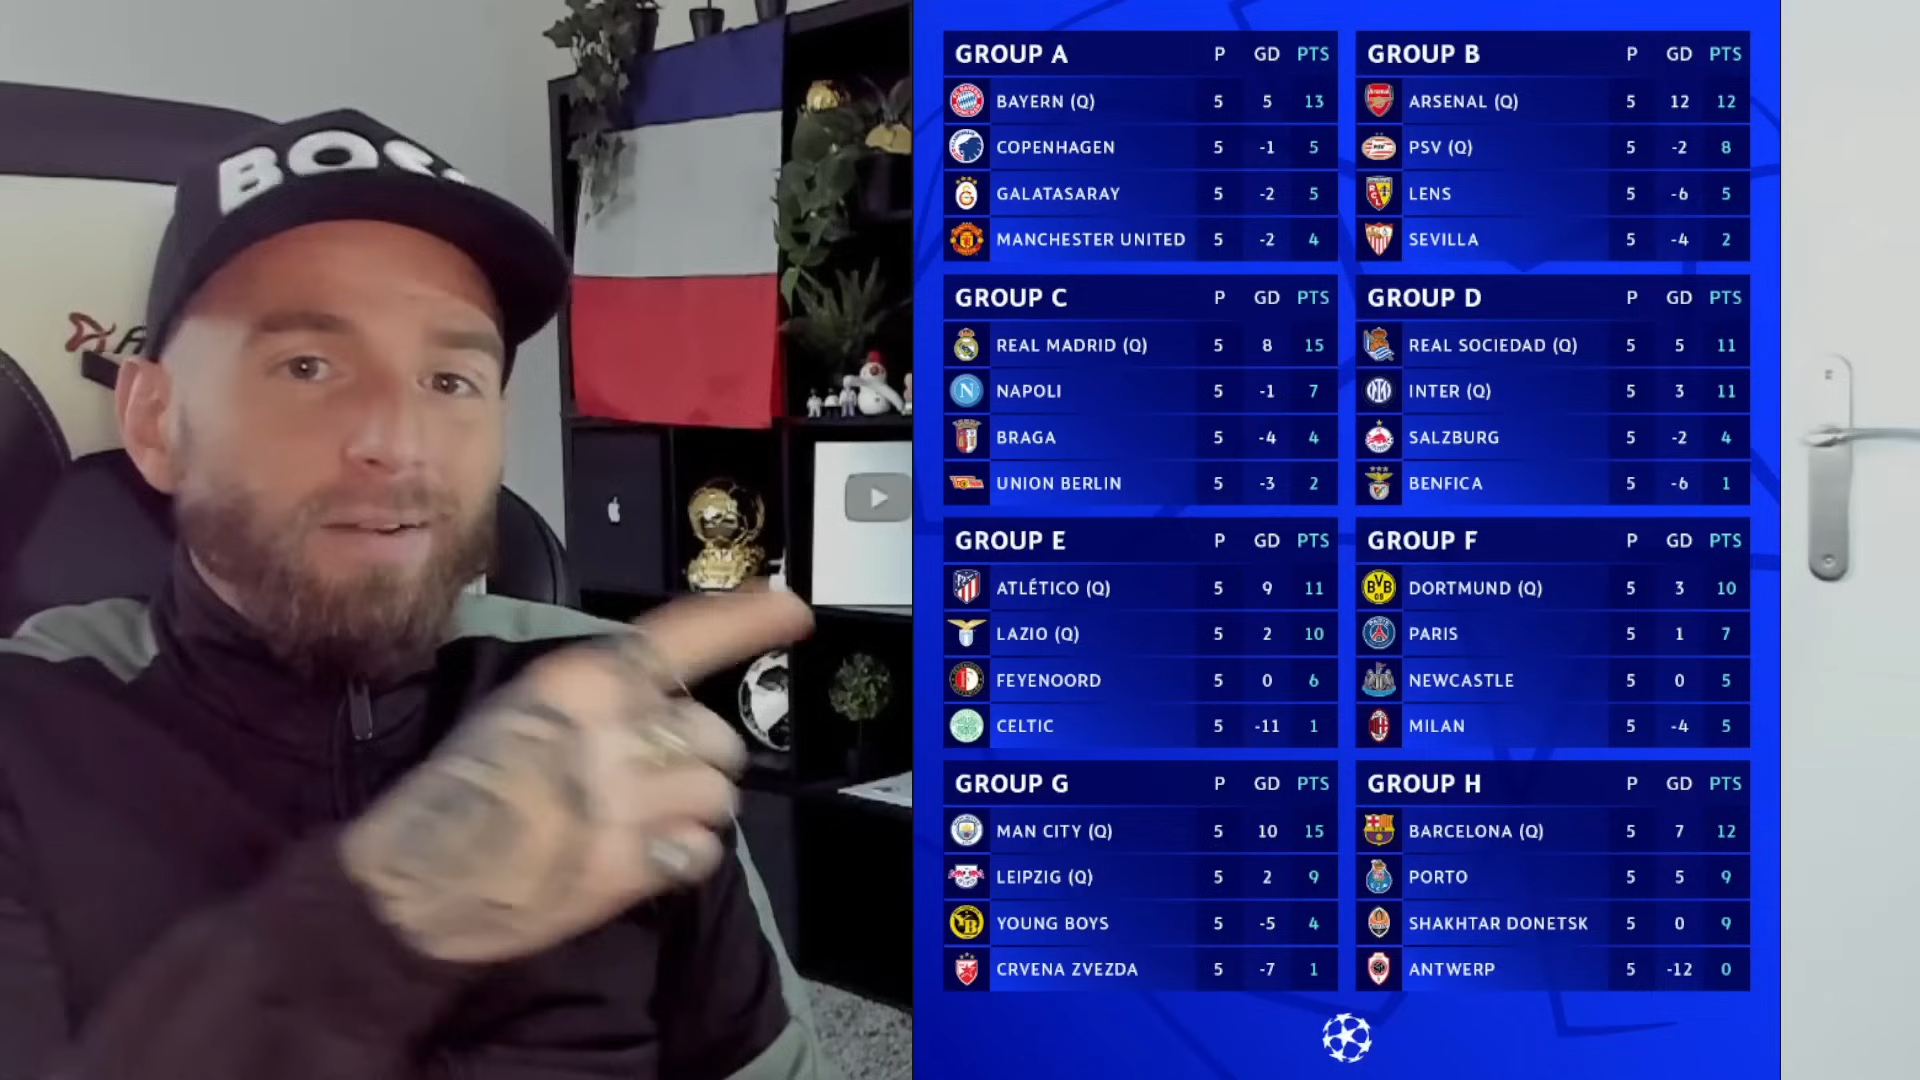 BOSS
GROUP A P GD PTS
BAYERN (Q) 5 5 13
COPENHAGEN 5 -1 5
GALATASARAY 5 -2 5
MANCHESTER UNITED 5 -2 4
GROUP B P GD PTS
ARSENAL (Q) 5 12 12
PSV (Q) 5 -2 8
LENS 5 -6 5
SEVILLA 5 -4 2
GROUP C P GD PTS
REAL MADRID (Q) 5 8 15
NAPOLI 5 -1 7
BRAGA 5 -4 4
UNION BERLIN 5 -3 2
GROUP D P GD PTS
REAL SOCIEDAD (Q) 5 5 11
INTER (Q) 5 3 11
SALZBURG 5 -2 4
BENFICA 5 -6 1
GROUP E P GD PTS
ATLÉTICO (Q) 5 9 11
LAZIO (Q) 5 2 10
FEYENOORD 5 0 6
CELTIC 5 -11 1
GROUP F P GD PTS
DORTMUND (Q) 5 3 10
PARIS 5 1 7
NEWCASTLE 5 0 5
MILAN 5 -4 5
GROUP G P GD PTS
MAN CITY (Q) 5 10 15
LEIPZIG (Q) 5 2 9
YOUNG BOYS 5 -5 4
CRVENA ZVEZDA 5 -7 1
GROUP H P GD PTS
BARCELONA (Q) 5 7 12
PORTO 5 5 9
SHAKHTAR DONETSK 5 0 9
ANTWERP 5 -12 0